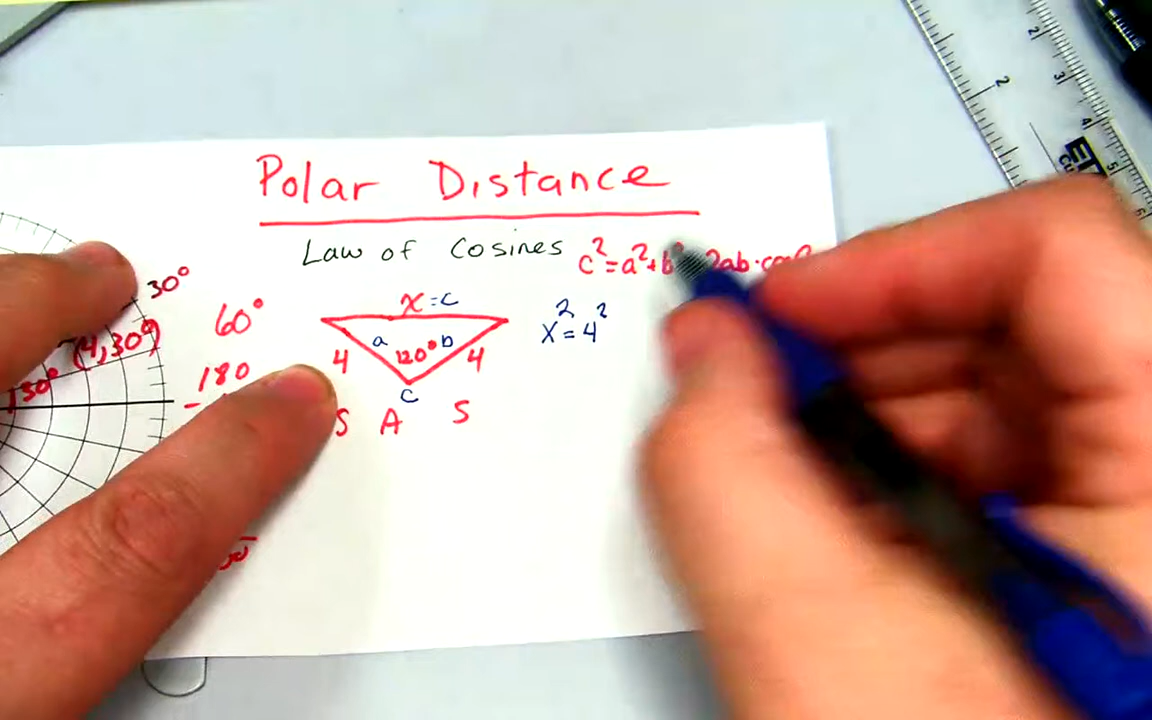 Polar Distance
Law of Cosines c²=a²+b² 2ab·cos
30°
(4,30°)
60°
180
x=c
a 120° b
4 4
C
S A S
x²=4²